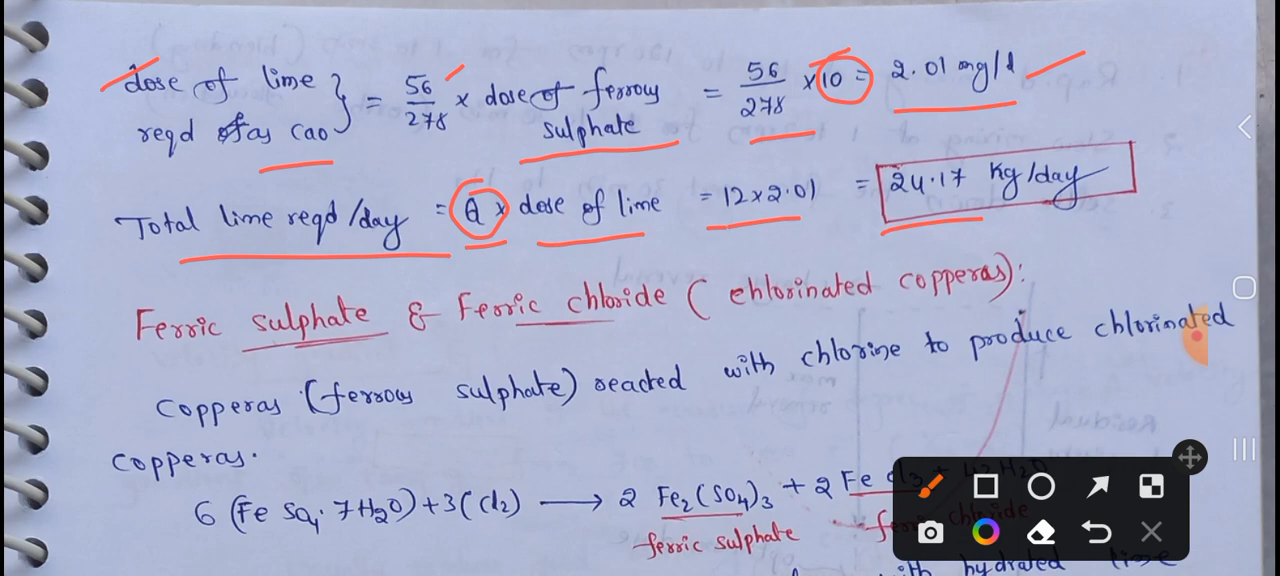 dose of lime } = 56/278 × dose of ferrous sulphate = 56/278 × 10 = 2.01 mg/l
reqd as cao
Total lime reqd/day = Q × dose of lime = 12×2.01 = 24.17 Kg/day
Ferric sulphate & Ferric chloride ( chlorinated copperas):
copperas (ferrous sulphate) reacted with chlorine to produce chlorinated
copperas.
6 (Fe SO4. 7H2O) + 3(Cl2) ⟶ 2 Fe2(SO4)3 + 2 Fe
ferric sulphate
with hydrated lime